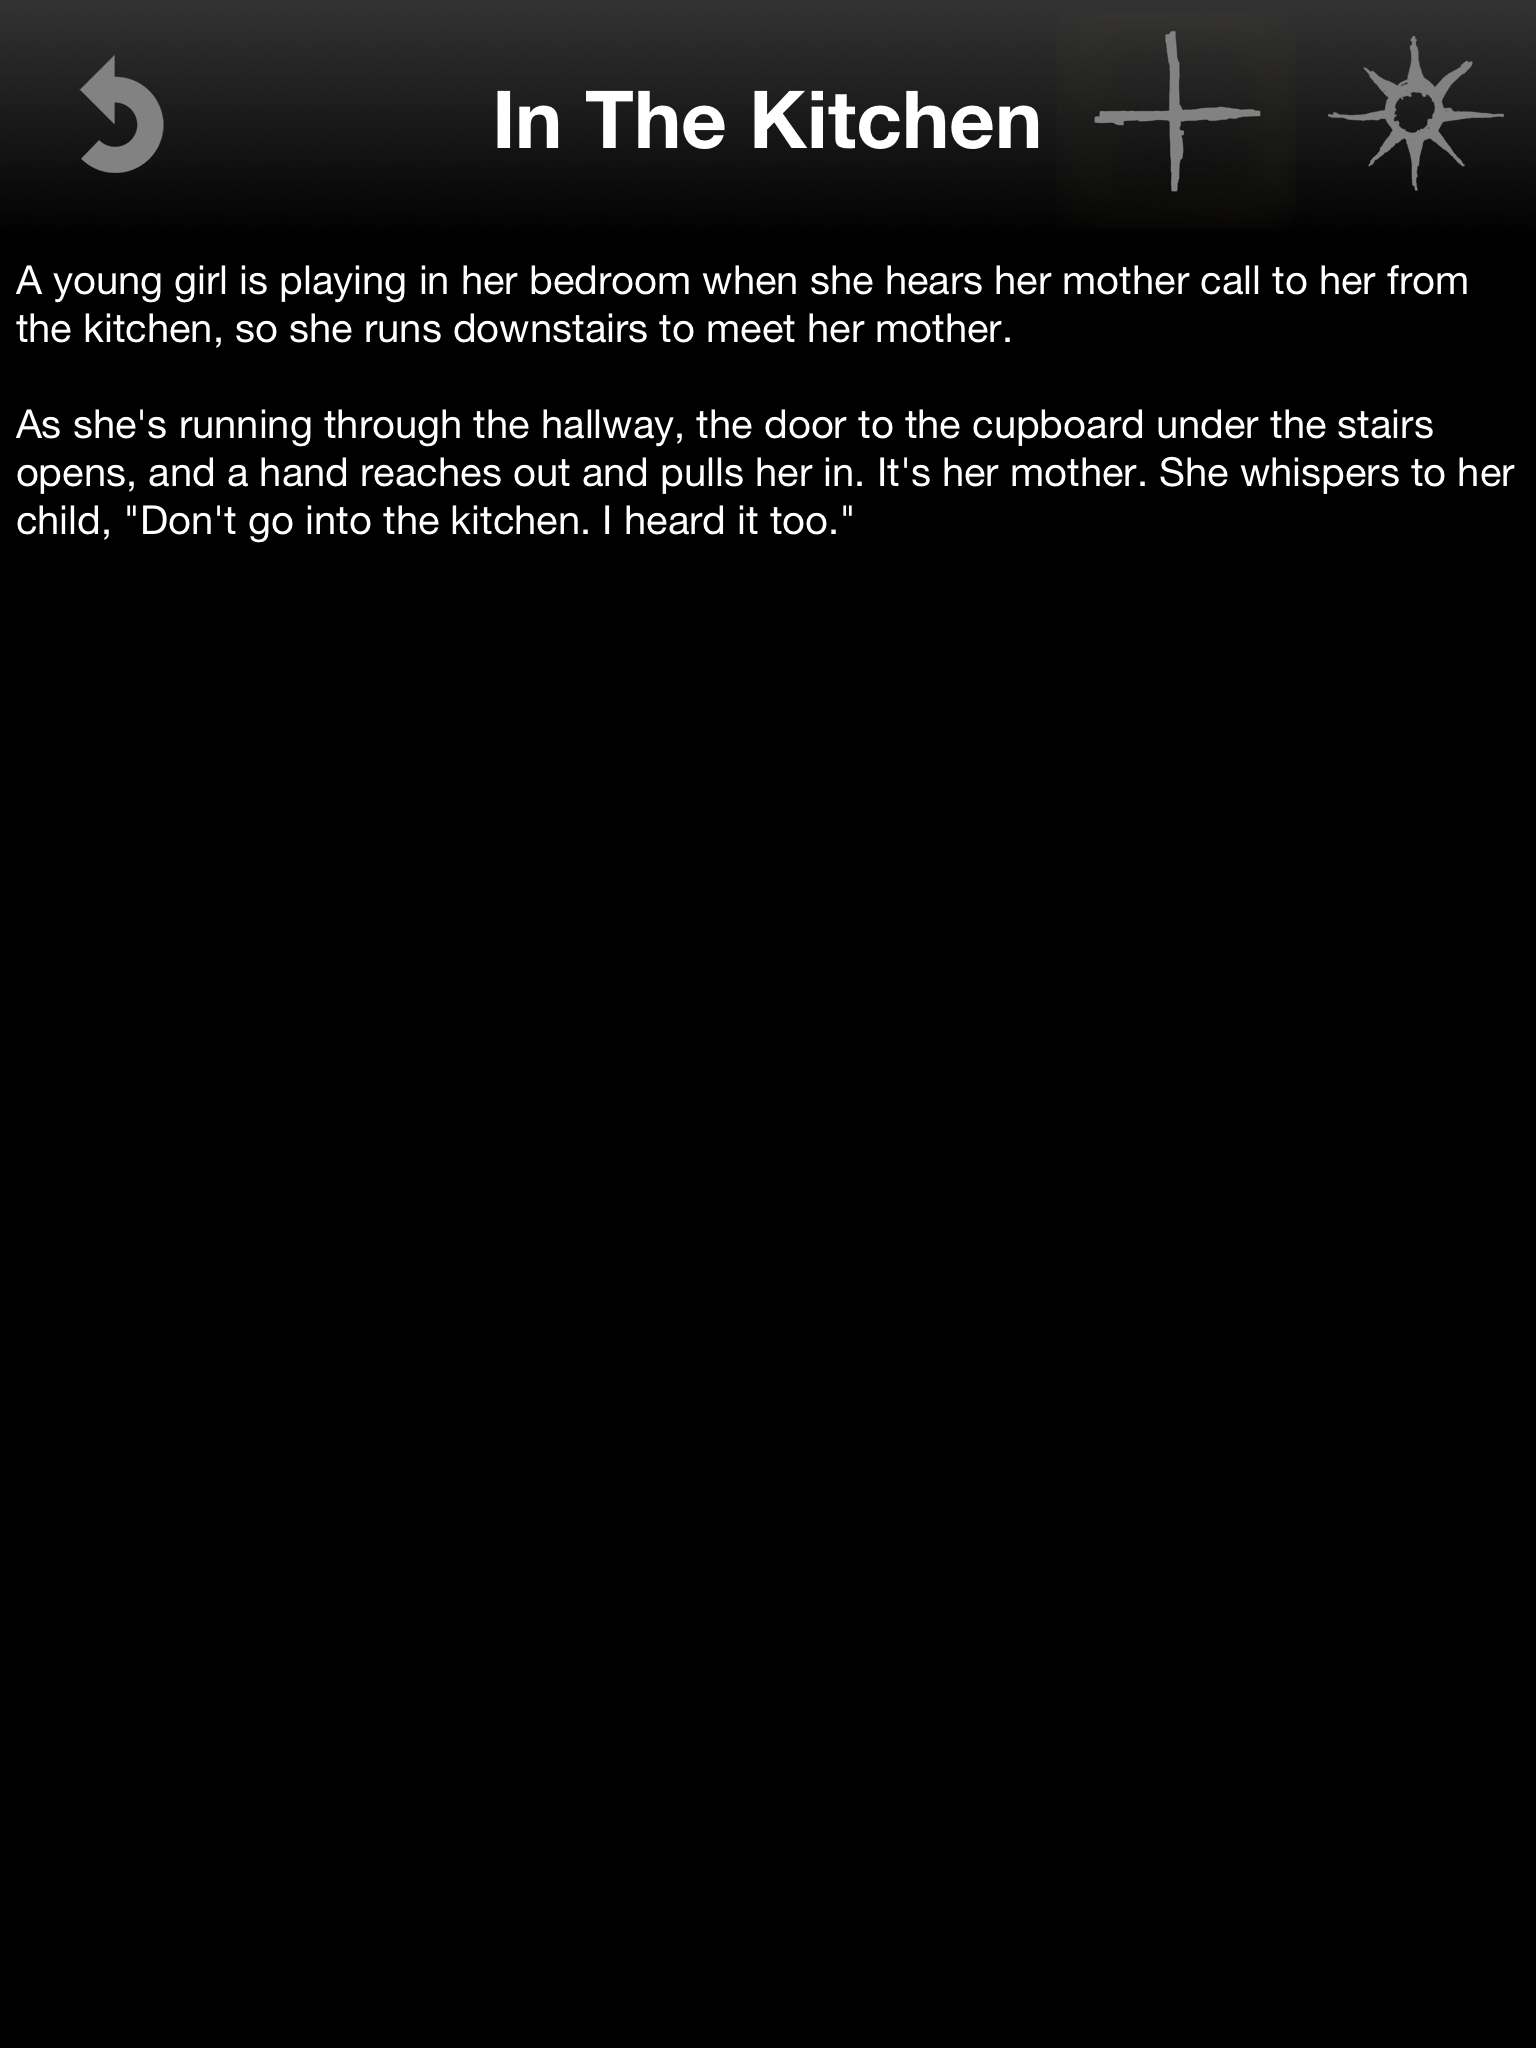 In The Kitchen
A young girl is playing in her bedroom when she hears her mother call to her from
the kitchen, so she runs downstairs to meet her mother.
As she's running through the hallway, the door to the cupboard under the stairs
opens, and a hand reaches out and pulls her in. It's her mother. She whispers to her
child, "Don't go into the kitchen. I heard it too."